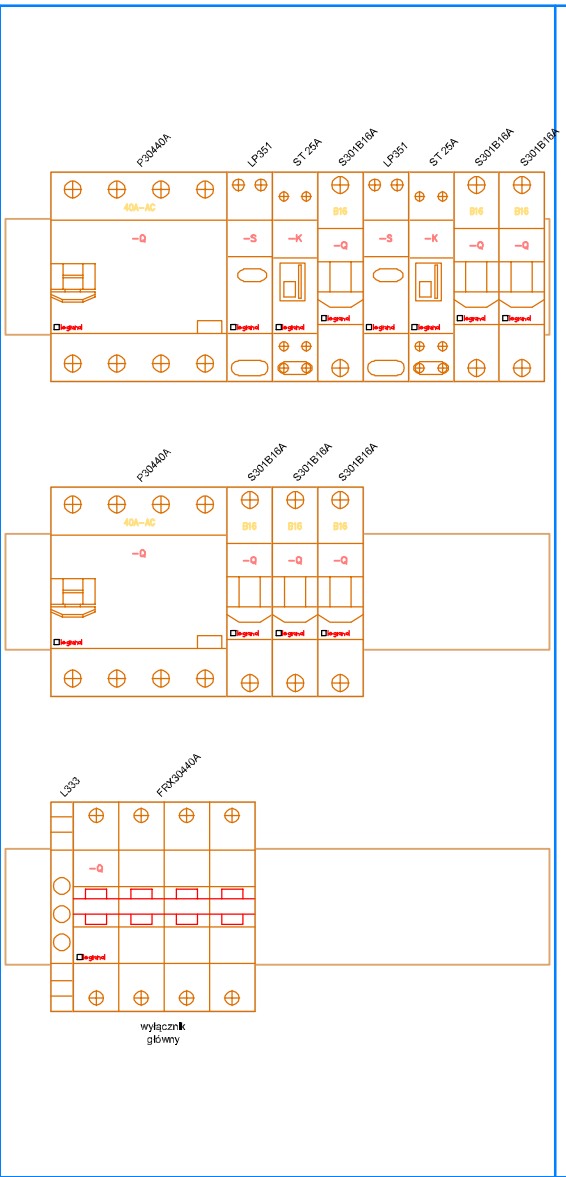 P30440A
LP351
ST 25A
S301B16A
LP351
ST 25A
S301B16A
S301B16A
40A-AC
B16
B16
B16
-Q
-S
-K
-Q
-S
-K
-Q
-Q
legrand
legrand
legrand
legrand
legrand
legrand
legrand
legrand
P30440A
S301B16A
S301B16A
S301B16A
40A-AC
B16
B16
B16
-Q
-Q
-Q
-Q
legrand
legrand
legrand
legrand
L333
FRX30440A
-Q
legrand
wyłącznik
główny